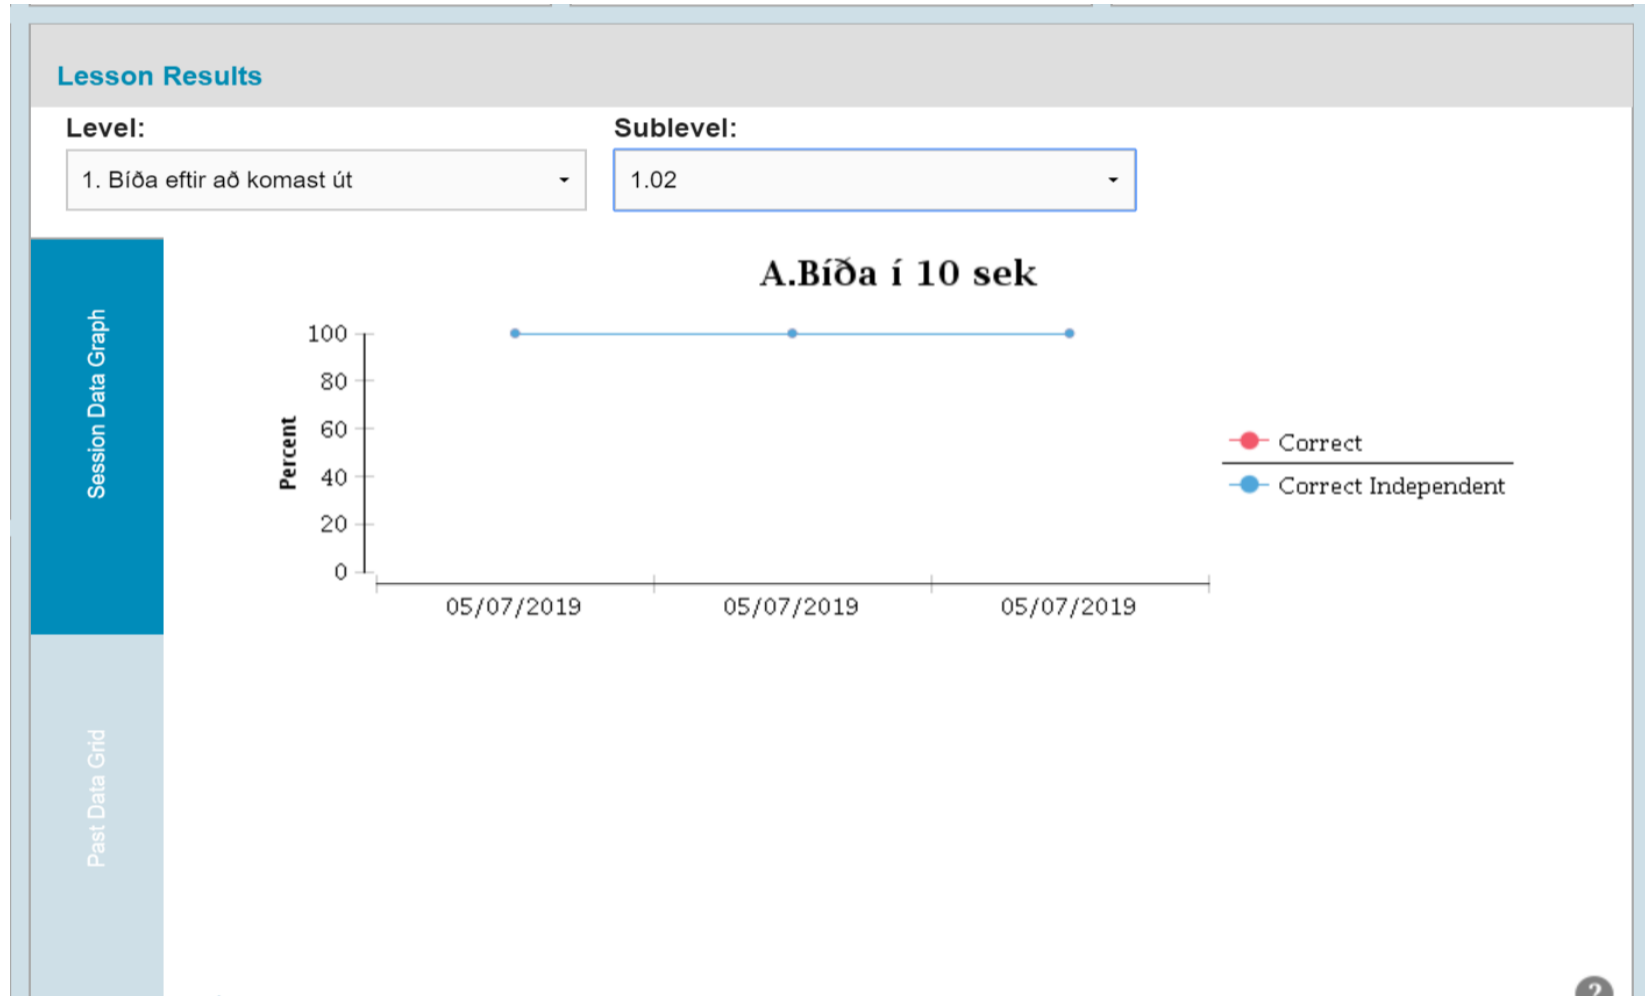 Lesson Results
Level:
Sublevel:
1. Bíða eftir að komast út
1.02
Session Data Graph
Past Data Grid
A.Bíða í 10 sek
Percent
100
80
60
40
20
0
05/07/2019
05/07/2019
05/07/2019
Correct
Correct Independent
?